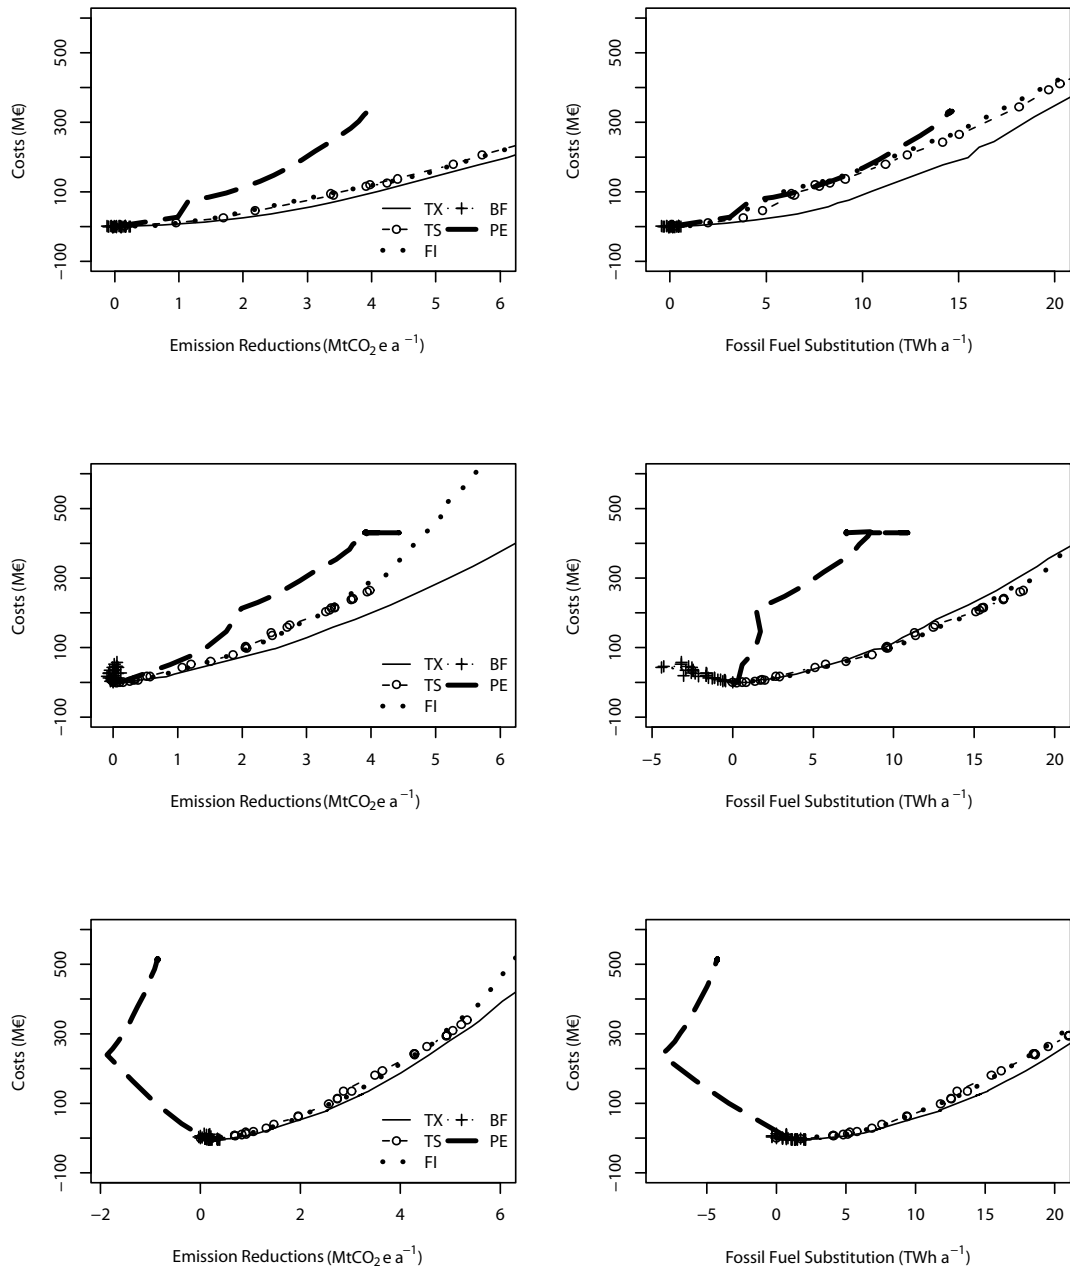 500
300
100
−100
Costs (M€)
TX BF
TS PE
FI
0 1 2 3 4 5 6
Emission Reductions (MtCO2 e a −1)
500
300
100
−100
Costs (M€)
0 5 10 15 20
Fossil Fuel Substitution (TWh a −1)
500
300
100
−100
Costs (M€)
TX BF
TS PE
FI
0 1 2 3 4 5 6
Emission Reductions (MtCO2e a−1)
500
300
100
−100
Costs (M€)
−5 0 5 10 15 20
Fossil Fuel Substitution (TWh a−1)
500
300
100
−100
Costs (M€)
TX BF
TS PE
FI
−2 0 2 4 6
Emission Reductions (MtCO2 e a−1)
500
300
100
−100
Costs (M€)
−5 0 5 10 15 20
Fossil Fuel Substitution (TWh a−1)